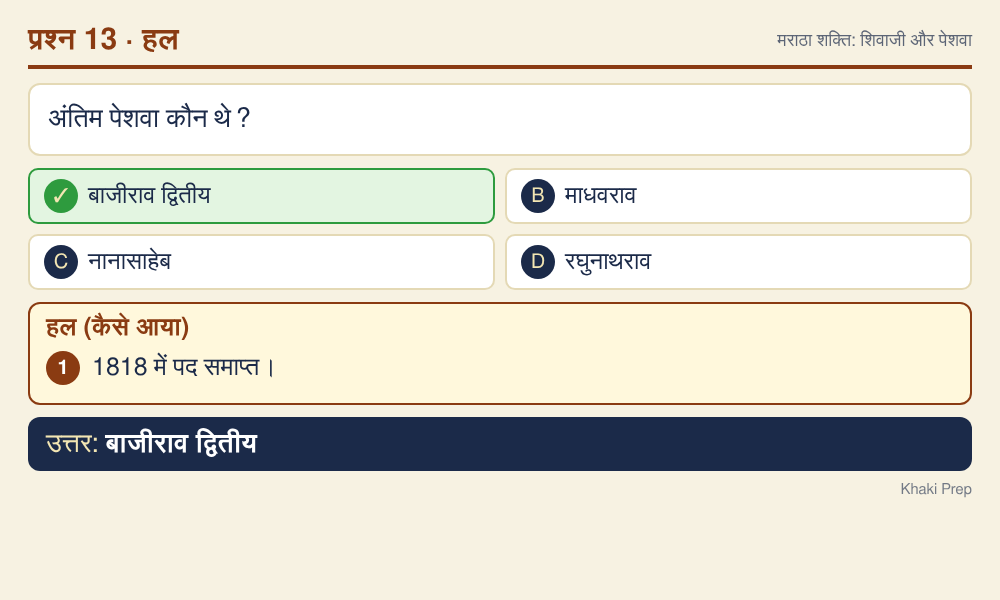 प्रश्न 13 · हल
मराठा शक्ति: शिवाजी और पेशवा
अंतिम पेशवा कौन थे ?
✓ बाजीराव द्वितीय
B माधवराव
C नानासाहेब
D रघुनाथराव
हल (कैसे आया)
1 1818 में पद समाप्त।
उत्तर: बाजीराव द्वितीय
Khaki Prep